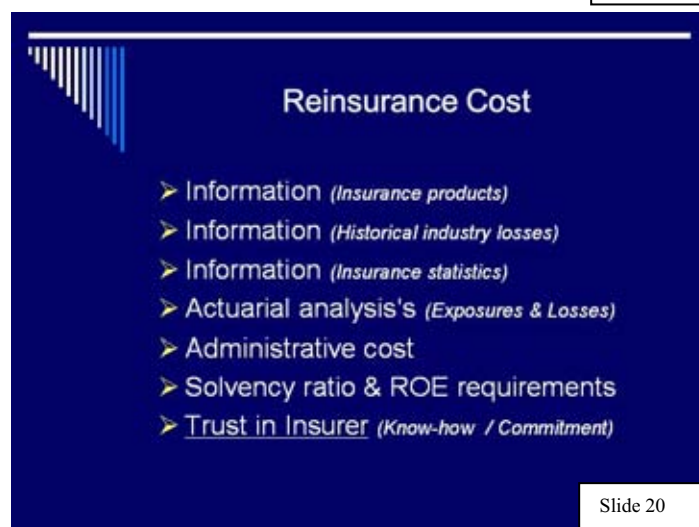 Reinsurance Cost
➢ Information (Insurance products)
➢ Information (Historical industry losses)
➢ Information (Insurance statistics)
➢ Actuarial analysis's (Exposures & Losses)
➢ Administrative cost
➢ Solvency ratio & ROE requirements
➢ Trust in Insurer (Know-how / Commitment)
Slide 20